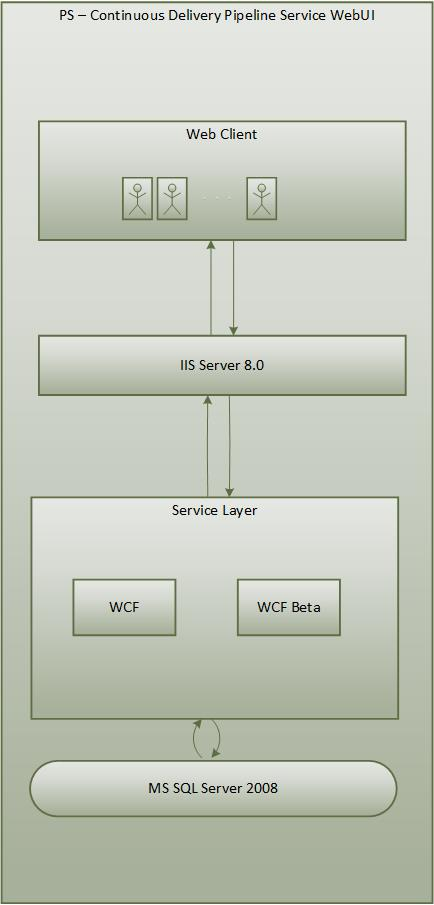 PS – Continuous Delivery Pipeline Service WebUI
Web Client
. . .
IIS Server 8.0
Service Layer
WCF
WCF Beta
MS SQL Server 2008